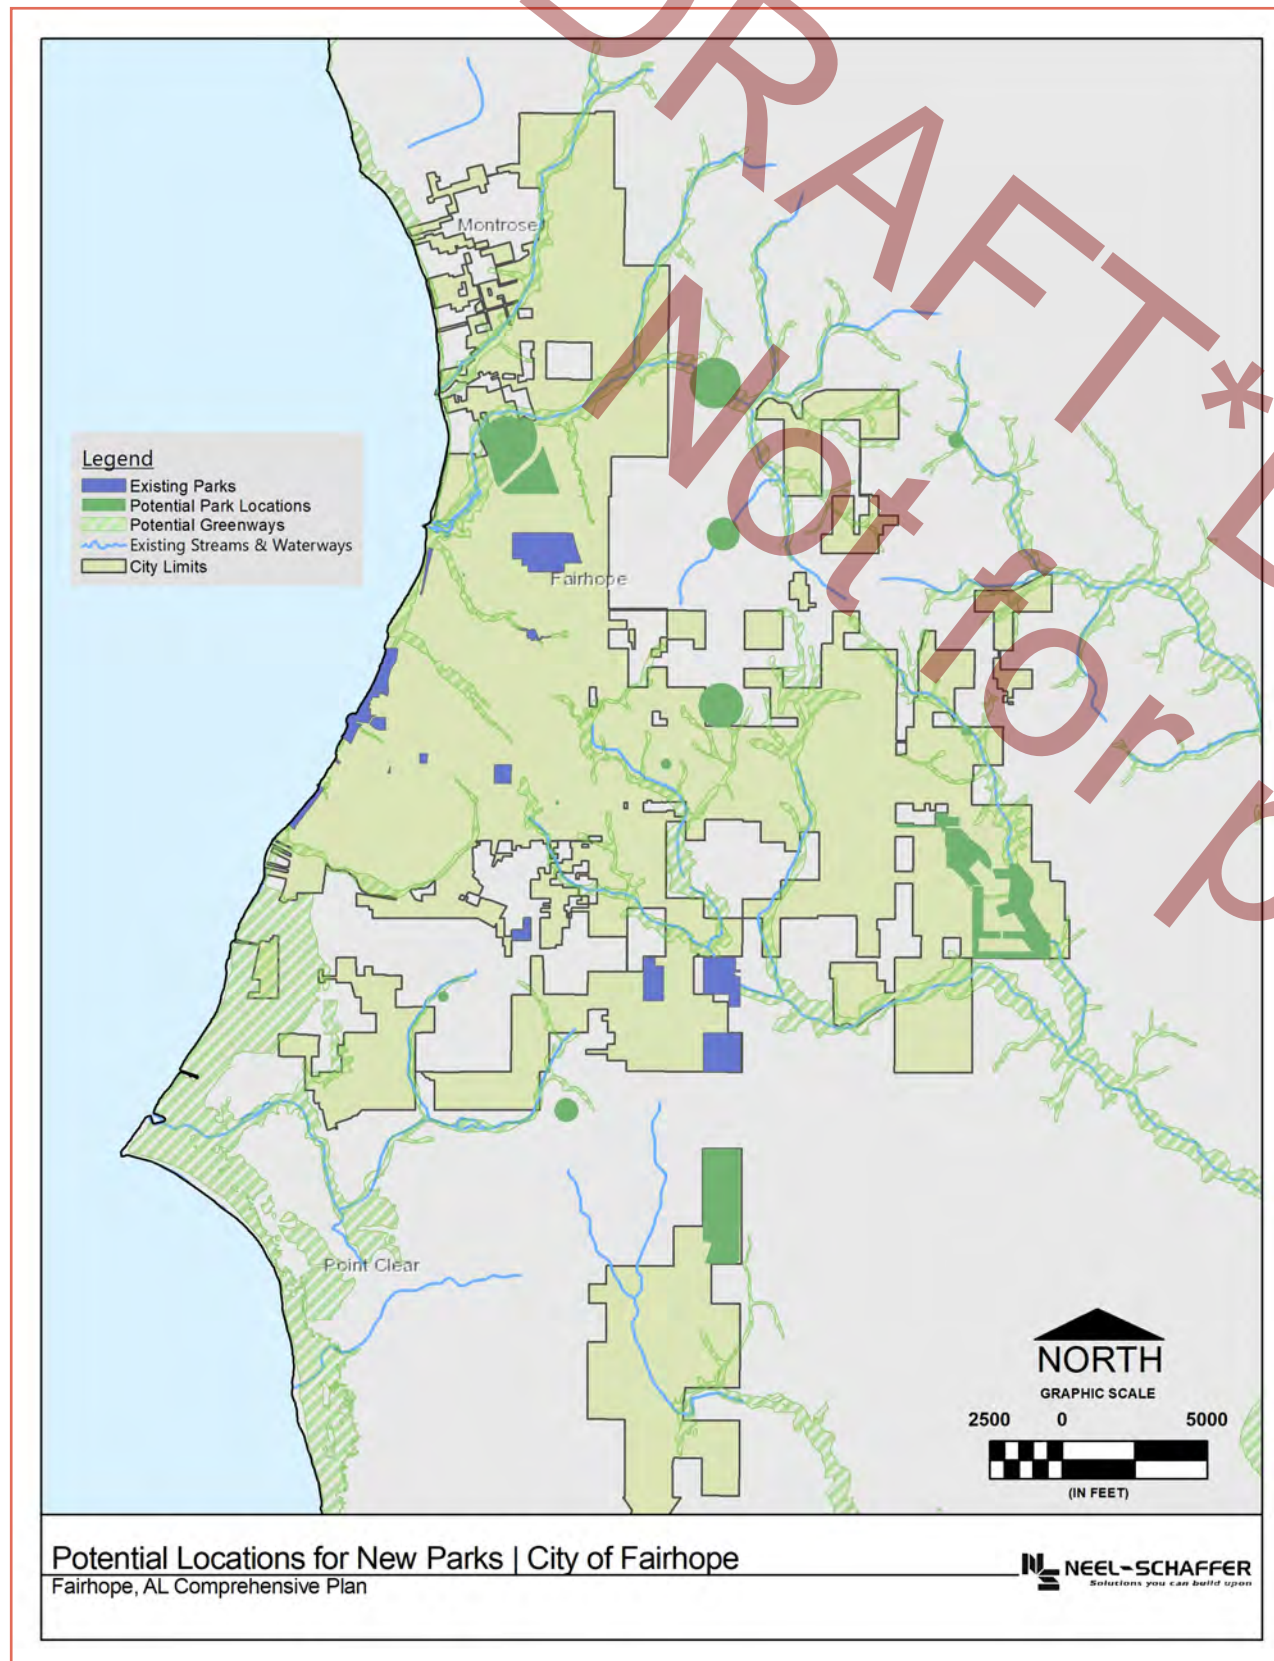 DRAFT*
Not for p
Montrose
Legend
Existing Parks
Potential Park Locations
Potential Greenways
Existing Streams & Waterways
City Limits
Fairhope
Point Clear
NORTH
GRAPHIC SCALE
2500 0 5000
(IN FEET)
Potential Locations for New Parks | City of Fairhope
Fairhope, AL Comprehensive Plan
NS NEEL-SCHAFFER
Solutions you can build upon